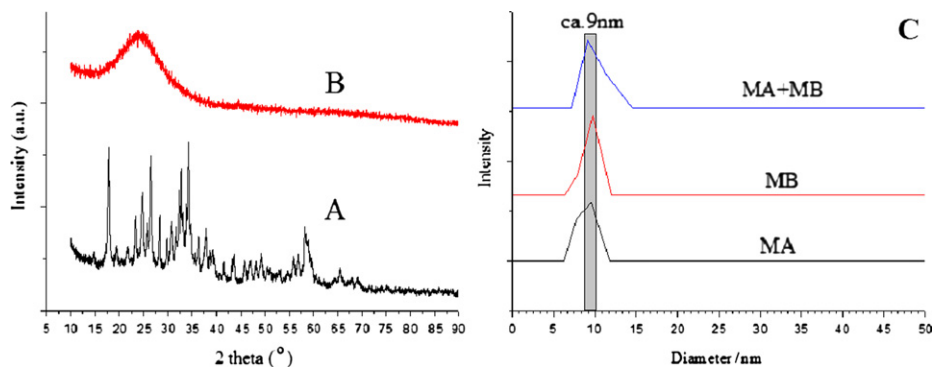 B
A
Intensity (a.u.)
5 10 15 20 25 30 35 40 45 50 55 60 65 70 75 80 85 90
2 theta (°)
ca.9nm
C
MA+MB
MB
MA
Intensity
0 5 10 15 20 25 30 35 40 45 50
Diameter /nm